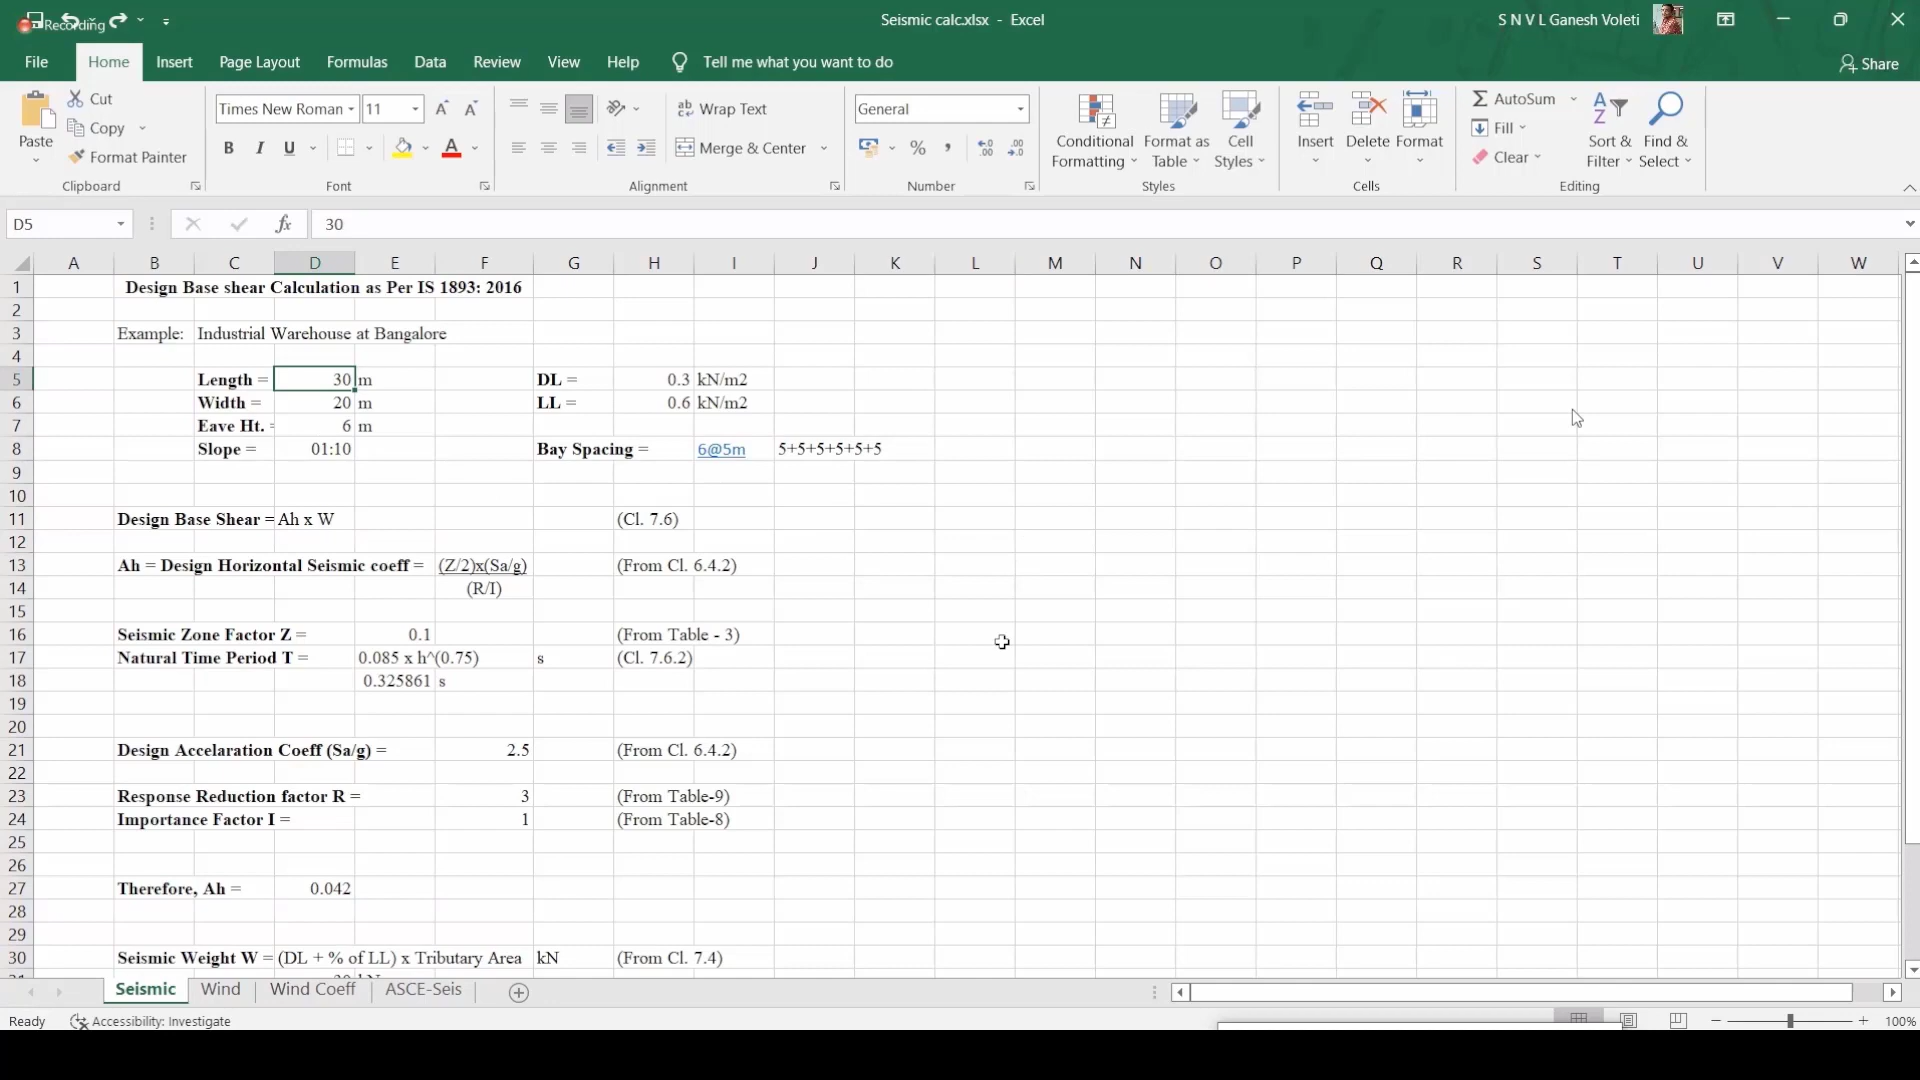 Recording
Seismic calc.xlsx - Excel
S N V L Ganesh Voleti
File Home Insert Page Layout Formulas Data Review View Help Tell me what you want to do Share
Paste
Cut
Copy
Format Painter
Clipboard
Times New Roman 11
B I U
Font
Wrap Text
Merge & Center
Alignment
General
Number
Conditional Formatting
Format as Table
Cell Styles
Styles
Insert Delete Format
Cells
AutoSum
Fill
Clear
Sort & Filter
Find & Select
Editing
D5 fx 30
A B C D E F G H I J K L M N O P Q R S T U V W
1 Design Base shear Calculation as Per IS 1893: 2016
2
3 Example: Industrial Warehouse at Bangalore
4
5 Length = 30 m DL = 0.3 kN/m2
6 Width = 20 m LL = 0.6 kN/m2
7 Eave Ht. = 6 m
8 Slope = 01:10 Bay Spacing = 6@5m 5+5+5+5+5+5
9
10
11 Design Base Shear = Ah x W (Cl. 7.6)
12
13 Ah = Design Horizontal Seismic coeff = (Z/2)x(Sa/g) (From Cl. 6.4.2)
14 (R/I)
15
16 Seismic Zone Factor Z = 0.1 (From Table - 3)
17 Natural Time Period T = 0.085 x h^(0.75) s (Cl. 7.6.2)
18 0.325861 s
19
20
21 Design Accelaration Coeff (Sa/g) = 2.5 (From Cl. 6.4.2)
22
23 Response Reduction factor R = 3 (From Table-9)
24 Importance Factor I = 1 (From Table-8)
25
26
27 Therefore, Ah = 0.042
28
29
30 Seismic Weight W = (DL + % of LL) x Tributary Area kN (From Cl. 7.4)
Seismic Wind Wind Coeff ASCE-Seis
Ready Accessibility: Investigate 100%